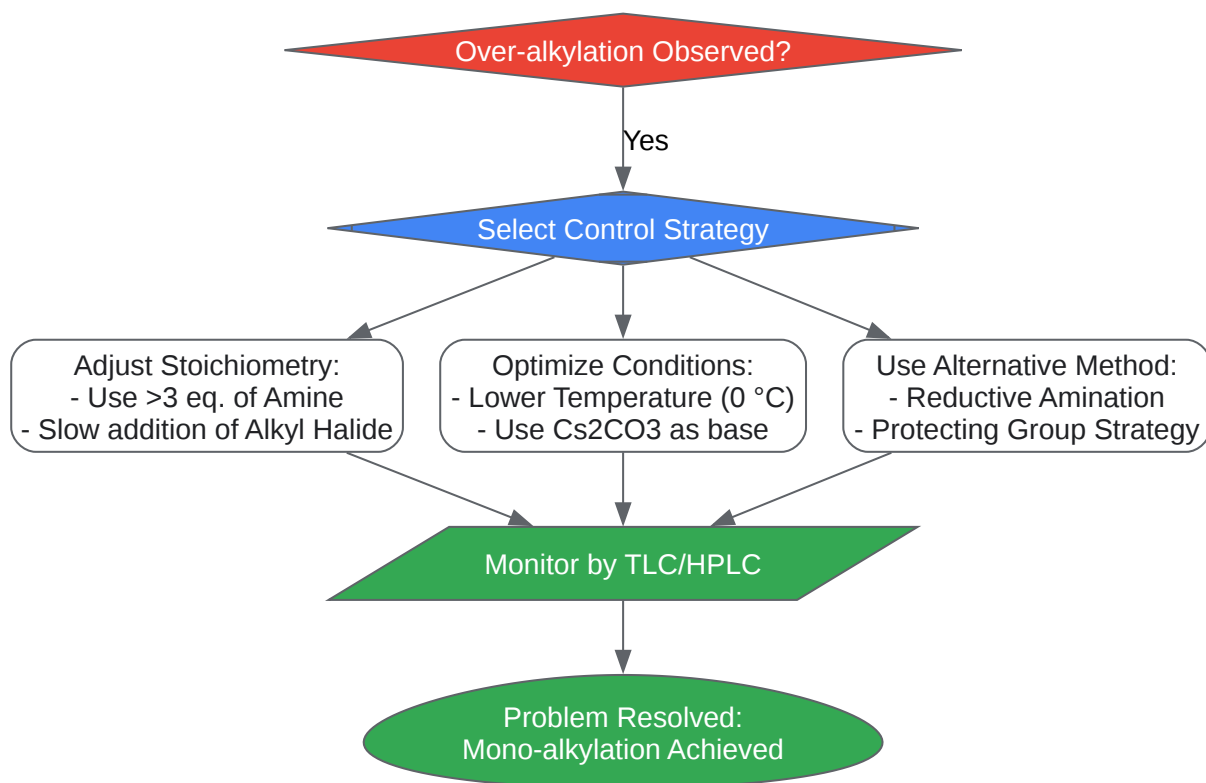 Over-alkylation Observed?
Yes
Select Control Strategy
Adjust Stoichiometry:
- Use >3 eq. of Amine
- Slow addition of Alkyl Halide
Optimize Conditions:
- Lower Temperature (0 °C)
- Use Cs2CO3 as base
Use Alternative Method:
- Reductive Amination
- Protecting Group Strategy
Monitor by TLC/HPLC
Problem Resolved:
Mono-alkylation Achieved